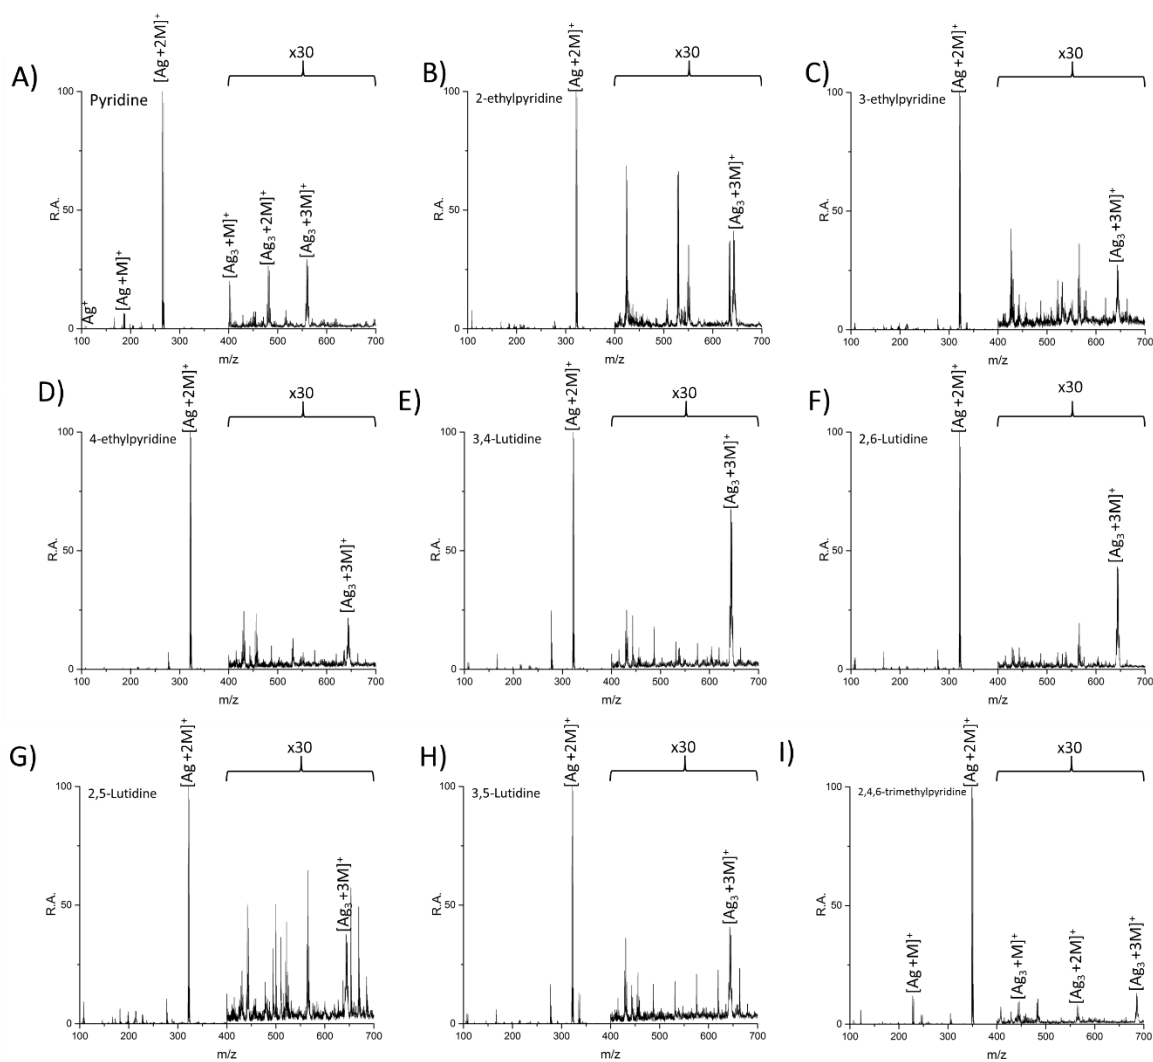 A)
[Ag +2M]⁺
x30
Pyridine
100
50
0
R.A.
Ag⁺
[Ag+M]⁺
[Ag₃+M]⁺
[Ag₃+2M]⁺
[Ag₃+3M]⁺
100 200 300 400 500 600 700
m/z
B)
[Ag+2M]⁺
x30
2-ethylpyridine
100
50
0
R.A.
[Ag₃+3M]⁺
100 200 300 400 500 600 700
m/z
C)
[Ag +2M]⁺
x30
3-ethylpyridine
100
50
0
R.A.
[Ag₃+3M]⁺
100 200 300 400 500 600 700
m/z
D)
[Ag +2M]⁺
x30
4-ethylpyridine
100
50
0
R.A.
[Ag₃+3M]⁺
100 200 300 400 500 600 700
m/z
E)
[Ag +2M]⁺
x30
3,4-Lutidine
100
50
0
R.A.
[Ag₃+3M]⁺
100 200 300 400 500 600 700
m/z
F)
[Ag +2M]⁺
x30
2,6-Lutidine
100
50
0
R.A.
[Ag₃+3M]⁺
100 200 300 400 500 600 700
m/z
G)
[Ag +2M]⁺
x30
2,5-Lutidine
100
50
0
R.A.
[Ag₃+3M]⁺
100 200 300 400 500 600 700
m/z
H)
[Ag +2M]⁺
x30
3,5-Lutidine
100
50
0
R.A.
[Ag₃+3M]⁺
100 200 300 400 500 600 700
m/z
I)
[Ag +2M]⁺
x30
2,4,6-trimethylpyridine
100
50
0
R.A.
[Ag+M]⁺
[Ag₃+M]⁺
[Ag₃+2M]⁺
[Ag₃+3M]⁺
100 200 300 400 500 600 700
m/z